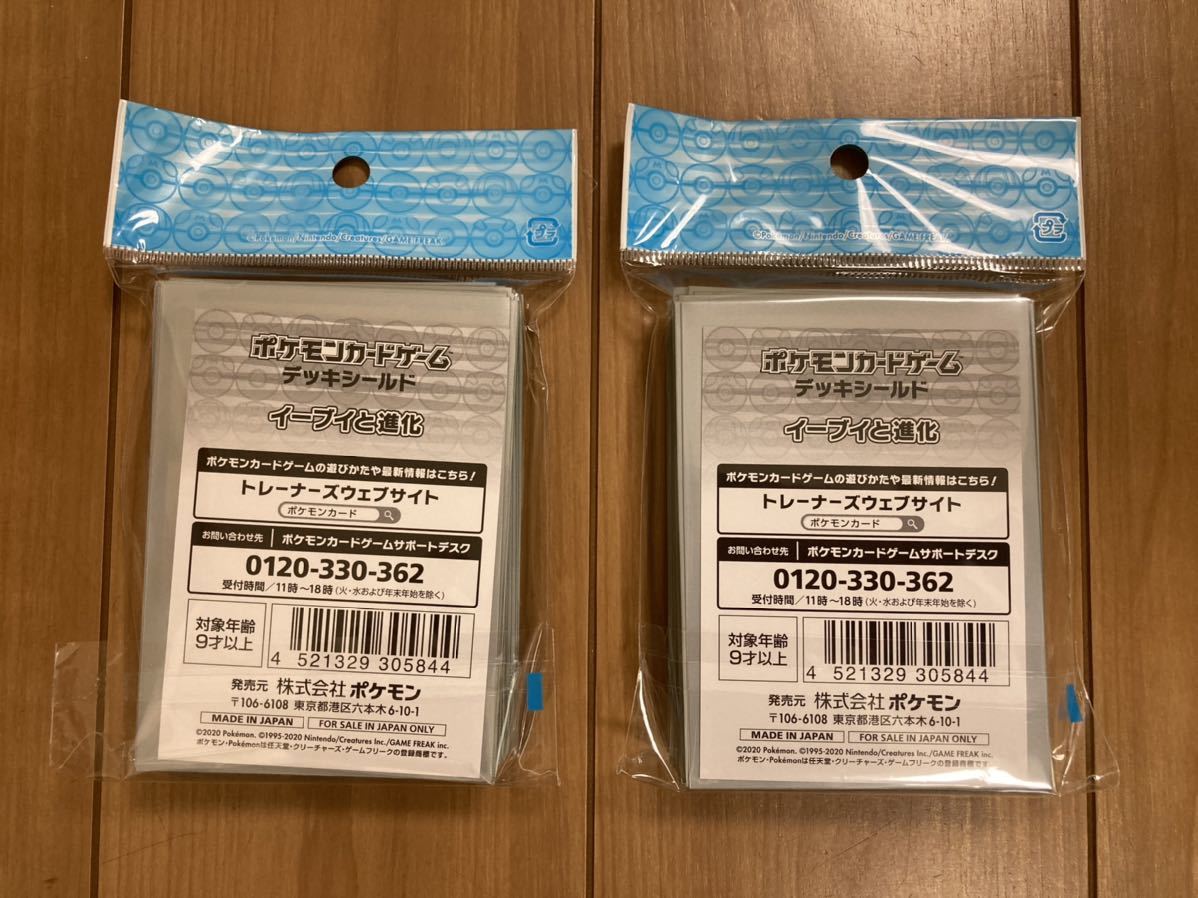 ©Pokémon/Nintendo/Creatures/GAME FREAK
プラ
ポケモンカードゲーム
デッキシールド
イーブイと進化
ポケモンカードゲームの遊びかたや最新情報はこちら!
トレーナーズウェブサイト
ポケモンカード
お問い合わせ先 ポケモンカードゲームサポートデスク
0120-330-362
受付時間/11時~18時(火・水および年末年始を除く)
対象年齢
9才以上
4 521329 305844
発売元 株式会社 ポケモン
〒106-6108 東京都港区六本木6-10-1
MADE IN JAPAN FOR SALE IN JAPAN ONLY
©2020 Pokémon. ©1995-2020 Nintendo/Creatures Inc./GAME FREAK inc.
ポケモン・Pokémonは任天堂・クリーチャーズ・ゲームフリークの登録商標です。
©Pokémon/Nintendo/Creatures/GAME FREAK
プラ
ポケモンカードゲーム
デッキシールド
イーブイと進化
ポケモンカードゲームの遊びかたや最新情報はこちら!
トレーナーズウェブサイト
ポケモンカード
お問い合わせ先 ポケモンカードゲームサポートデスク
0120-330-362
受付時間/11時~18時(火・水および年末年始を除く)
対象年齢
9才以上
4 521329 305844
発売元 株式会社 ポケモン
〒106-6108 東京都港区六本木6-10-1
MADE IN JAPAN FOR SALE IN JAPAN ONLY
©2020 Pokémon. ©1995-2020 Nintendo/Creatures Inc./GAME FREAK inc.
ポケモン・Pokémonは任天堂・クリーチャーズ・ゲームフリークの登録商標です。